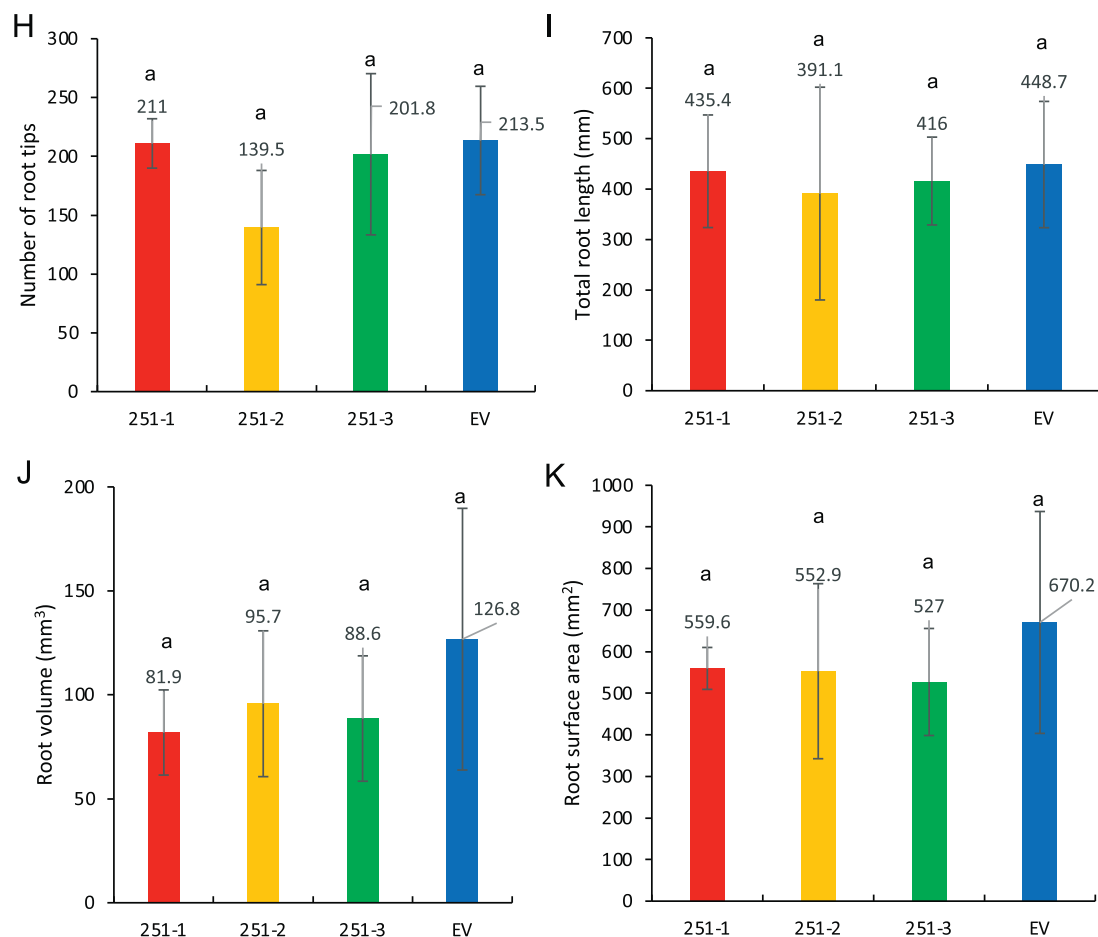 H
Number of root tips
300
250
200
150
100
50
0
a
211
a
139.5
a
201.8
a
213.5
251-1 251-2 251-3 EV
I
Total root length (mm)
700
600
500
400
300
200
100
0
a
435.4
a
391.1
a
416
a
448.7
251-1 251-2 251-3 EV
J
Root volume (mm³)
200
150
100
50
0
a
81.9
a
95.7
a
88.6
a
126.8
251-1 251-2 251-3 EV
K
Root surface area (mm²)
1000
900
800
700
600
500
400
300
200
100
0
a
559.6
a
552.9
a
527
a
670.2
251-1 251-2 251-3 EV